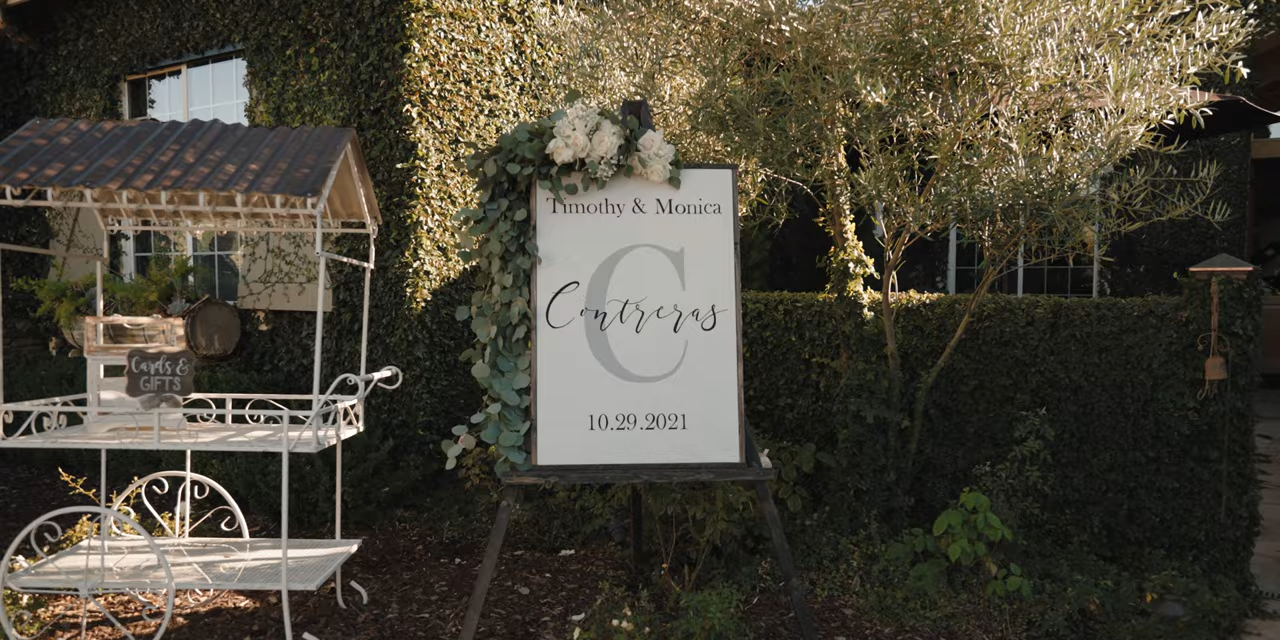 Cards &
GIFTS
Timothy & Monica
C
Contreras
10.29.2021